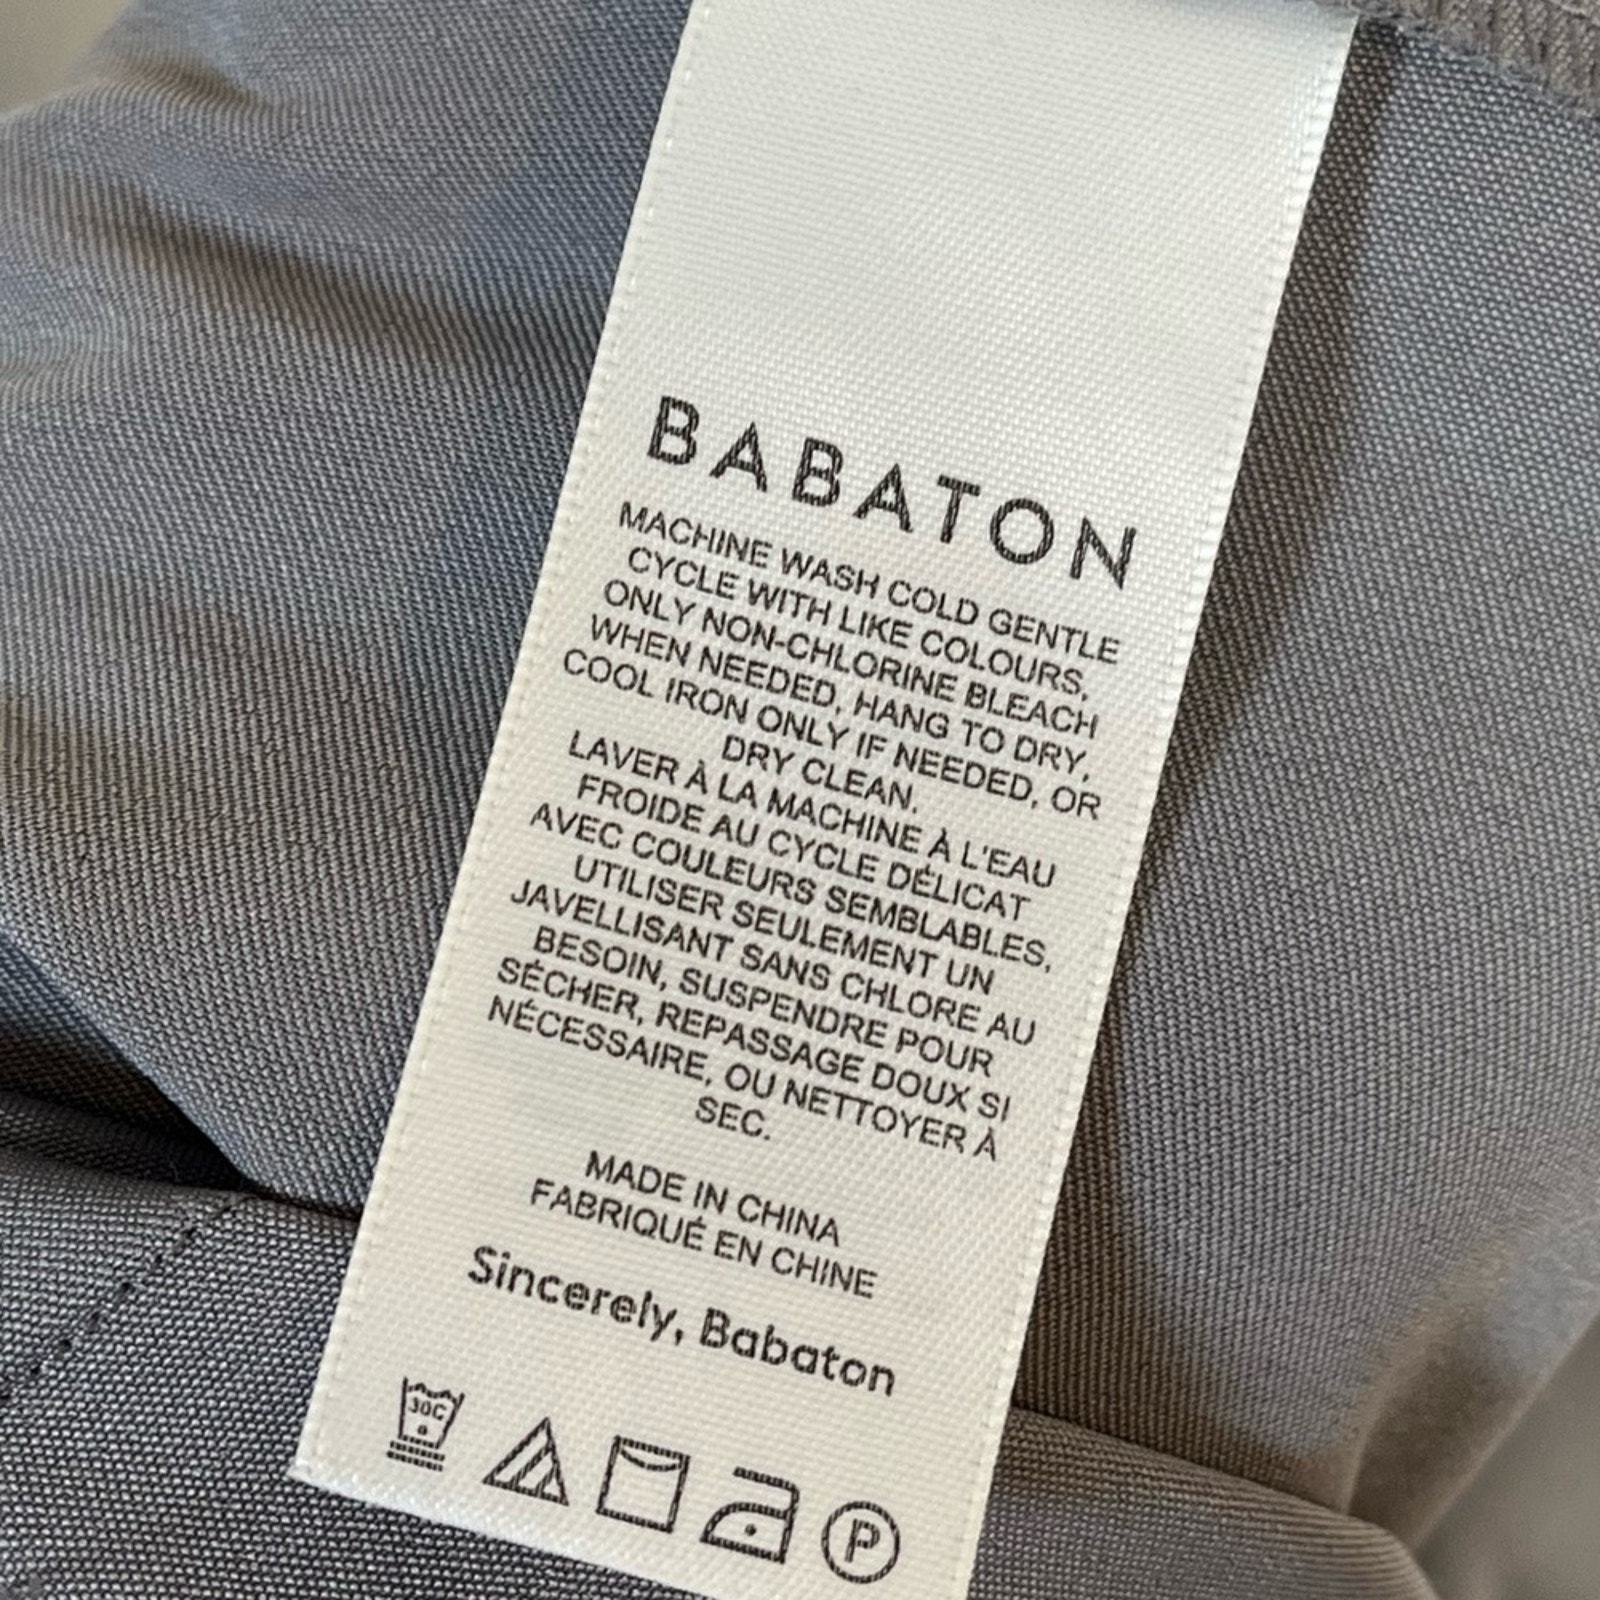 BABATON
MACHINE WASH COLD GENTLE
CYCLE WITH LIKE COLOURS,
ONLY NON-CHLORINE BLEACH
WHEN NEEDED, HANG TO DRY,
COOL IRON ONLY IF NEEDED, OR
DRY CLEAN.
LAVER À LA MACHINE À L'EAU
FROIDE AU CYCLE DÉLICAT
AVEC COULEURS SEMBLABLES,
UTILISER SEULEMENT UN
JAVELLISANT SANS CHLORE AU
BESOIN, SUSPENDRE POUR
SÉCHER, REPASSAGE DOUX SI
NÉCESSAIRE, OU NETTOYER À
SEC.
MADE IN CHINA
FABRIQUÉ EN CHINE
Sincerely, Babaton
30C
P